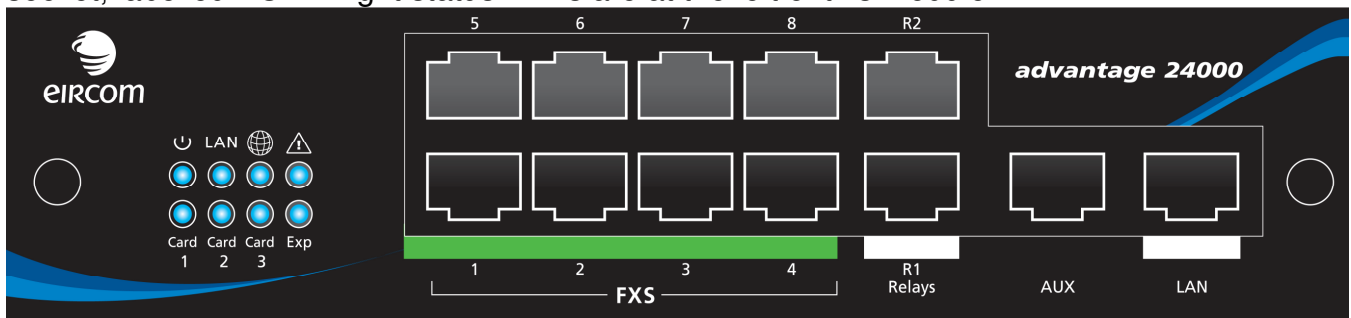 5 6 7 8 R2
advantage 24000
eircom
LAN
Card 1 Card 2 Card 3 Exp
1 2 3 4 R1 Relays AUX LAN
FXS